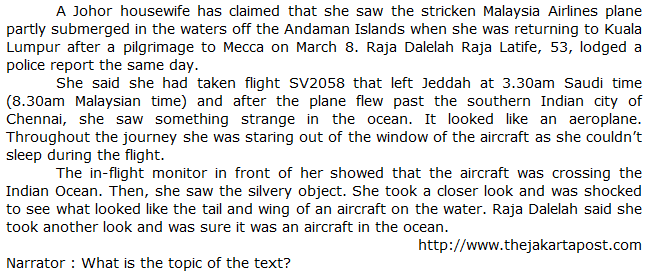 A Johor housewife has claimed that she saw the stricken Malaysia Airlines plane
partly submerged in the waters off the Andaman Islands when she was returning to Kuala
Lumpur after a pilgrimage to Mecca on March 8. Raja Dalelah Raja Latife, 53, lodged a
police report the same day.
She said she had taken flight SV2058 that left Jeddah at 3.30am Saudi time
(8.30am Malaysian time) and after the plane flew past the southern Indian city of
Chennai, she saw something strange in the ocean. It looked like an aeroplane.
Throughout the journey she was staring out of the window of the aircraft as she couldn't
sleep during the flight.
The in-flight monitor in front of her showed that the aircraft was crossing the
Indian Ocean. Then, she saw the silvery object. She took a closer look and was shocked
to see what looked like the tail and wing of an aircraft on the water. Raja Dalelah said she
took another look and was sure it was an aircraft in the ocean.
http://www.thejakartapost.com
Narrator : What is the topic of the text?